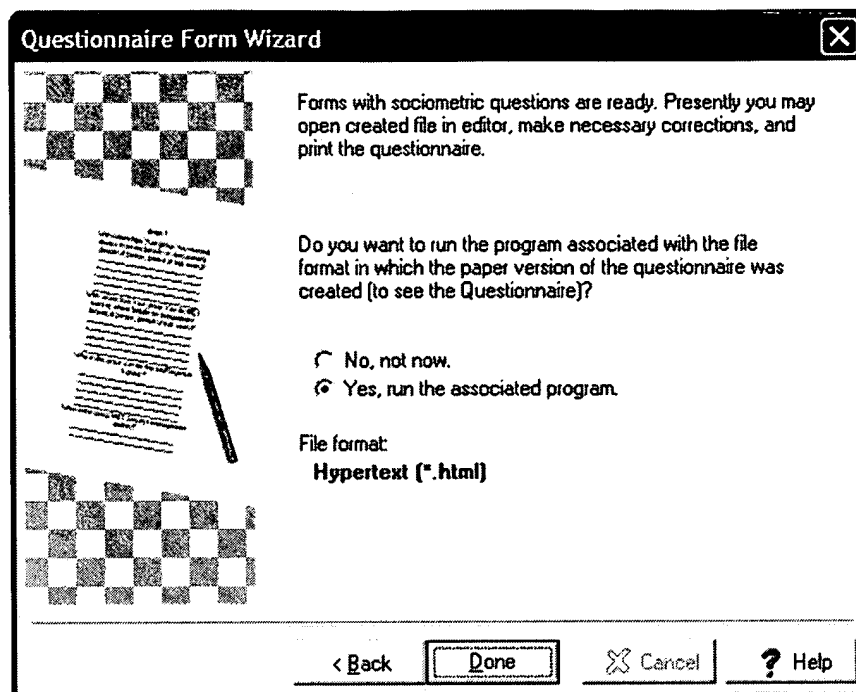 Questionnaire Form Wizard
Forms with sociometric questions are ready. Presently you may
open created file in editor, make necessary corrections, and
print the questionnaire.
Do you want to run the program associated with the file
format in which the paper version of the questionnaire was
created (to see the Questionnaire)?
No, not now.
Yes, run the associated program.
File format:
Hypertext (*.html)
< Back
Done
Cancel
? Help